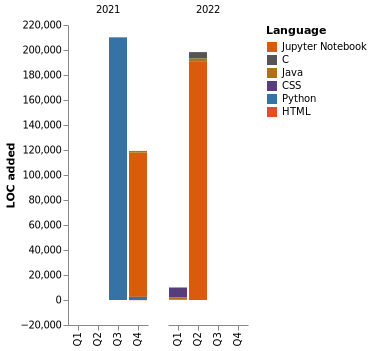 2021
2022
LOC added
220,000
200,000
180,000
160,000
140,000
120,000
100,000
80,000
60,000
40,000
20,000
0
−20,000
Q1
Q2
Q3
Q4
Q1
Q2
Q3
Q4
Language
Jupyter Notebook
C
Java
CSS
Python
HTML